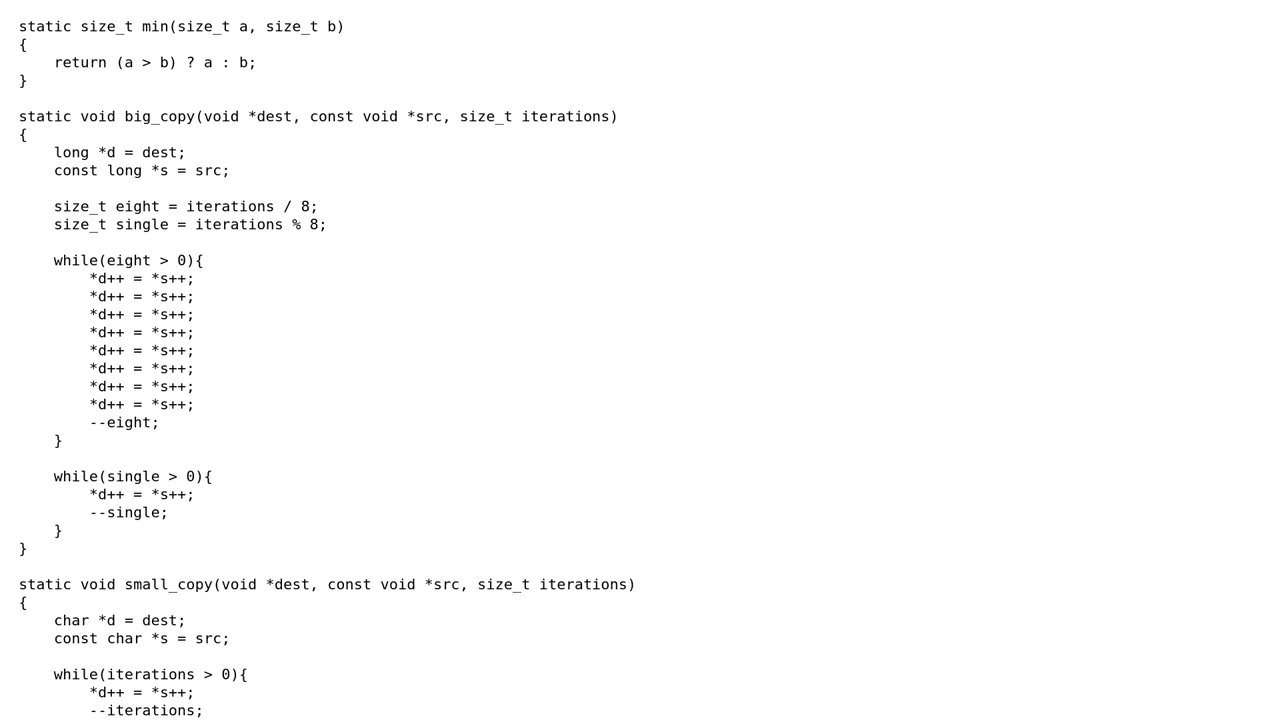 static size_t min(size_t a, size_t b)
{
    return (a > b) ? a : b;
}

static void big_copy(void *dest, const void *src, size_t iterations)
{
    long *d = dest;
    const long *s = src;

    size_t eight = iterations / 8;
    size_t single = iterations % 8;

    while(eight > 0){
        *d++ = *s++;
        *d++ = *s++;
        *d++ = *s++;
        *d++ = *s++;
        *d++ = *s++;
        *d++ = *s++;
        *d++ = *s++;
        *d++ = *s++;
        --eight;
    }

    while(single > 0){
        *d++ = *s++;
        --single;
    }
}

static void small_copy(void *dest, const void *src, size_t iterations)
{
    char *d = dest;
    const char *s = src;

    while(iterations > 0){
        *d++ = *s++;
        --iterations;